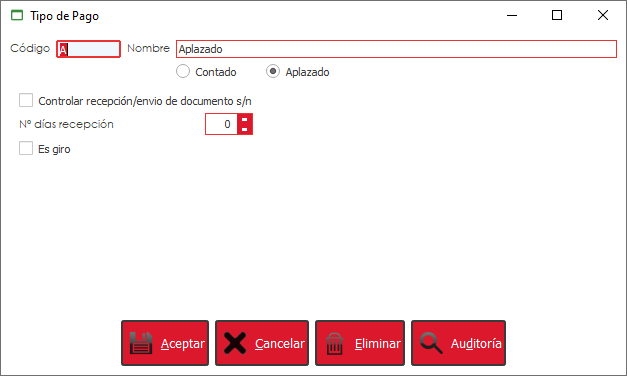 Tipo de Pago
Código A Nombre Aplazado
Contado Aplazado
Controlar recepción/envio de documento s/n
Nº días recepción 0
Es giro
Aceptar Cancelar Eliminar Auditoría